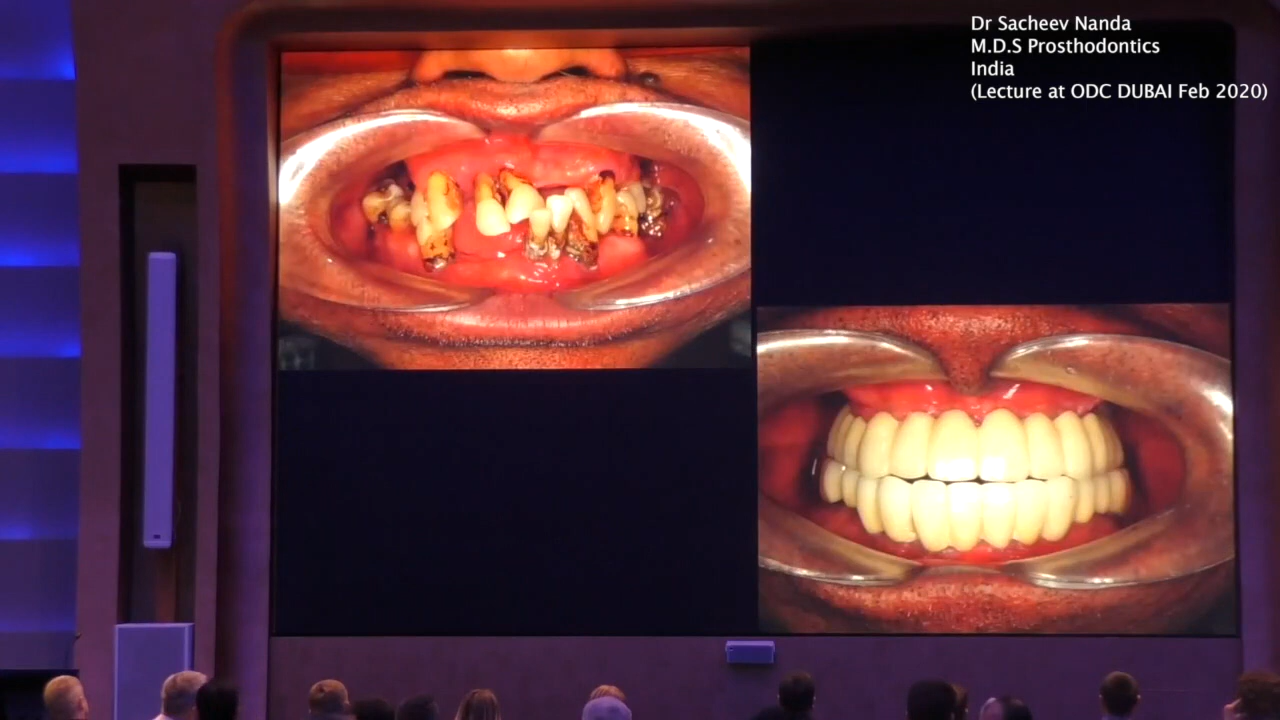 Dr Sacheev Nanda
M.D.S Prosthodontics
India
(Lecture at ODC DUBAI Feb 2020)